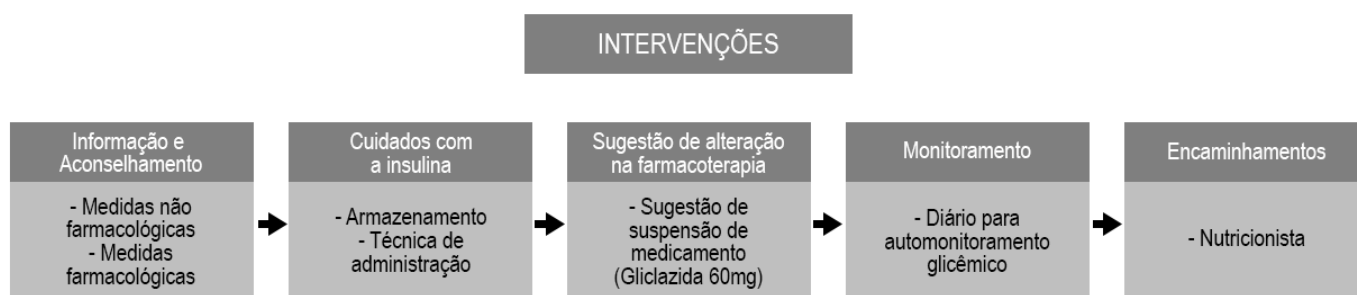 INTERVENÇÕES
Informação e
Aconselhamento
- Medidas não
farmacológicas
- Medidas
farmacológicas
Cuidados com
a insulina
- Armazenamento
- Técnica de
administração
Sugestão de alteração
na farmacoterapia
- Sugestão de
suspensão de
medicamento
(Gliclazida 60mg)
Monitoramento
- Diário para
automonitoramento
glicêmico
Encaminhamentos
- Nutricionista